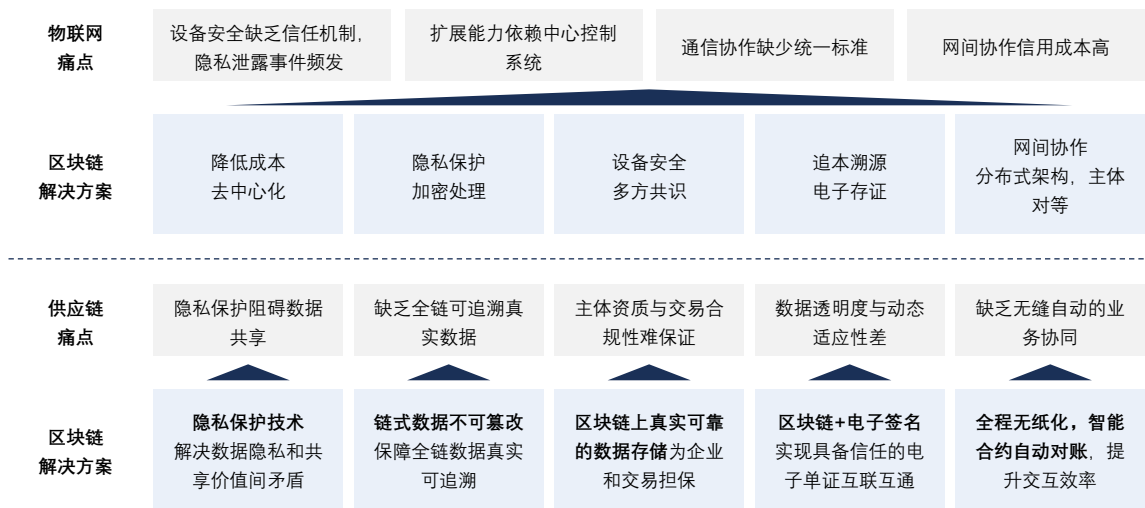 物联网
痛点
设备安全缺乏信任机制，
隐私泄露事件频发
扩展能力依赖中心控制
系统
通信协作缺少统一标准
网间协作信用成本高
区块链
解决方案
降低成本
去中心化
隐私保护
加密处理
设备安全
多方共识
追本溯源
电子存证
网间协作
分布式架构，主体
对等
供应链
痛点
隐私保护阻碍数据
共享
缺乏全链可追溯真
实数据
主体资质与交易合
规性难保证
数据透明度与动态
适应性差
缺乏无缝自动的业
务协同
区块链
解决方案
隐私保护技术
解决数据隐私和共
享价值间矛盾
链式数据不可篡改
保障全链数据真实
可追溯
区块链上真实可靠
的数据存储为企业
和交易担保
区块链+电子签名
实现具备信任的电
子单证互联互通
全程无纸化，智能
合约自动对账，提
升交互效率